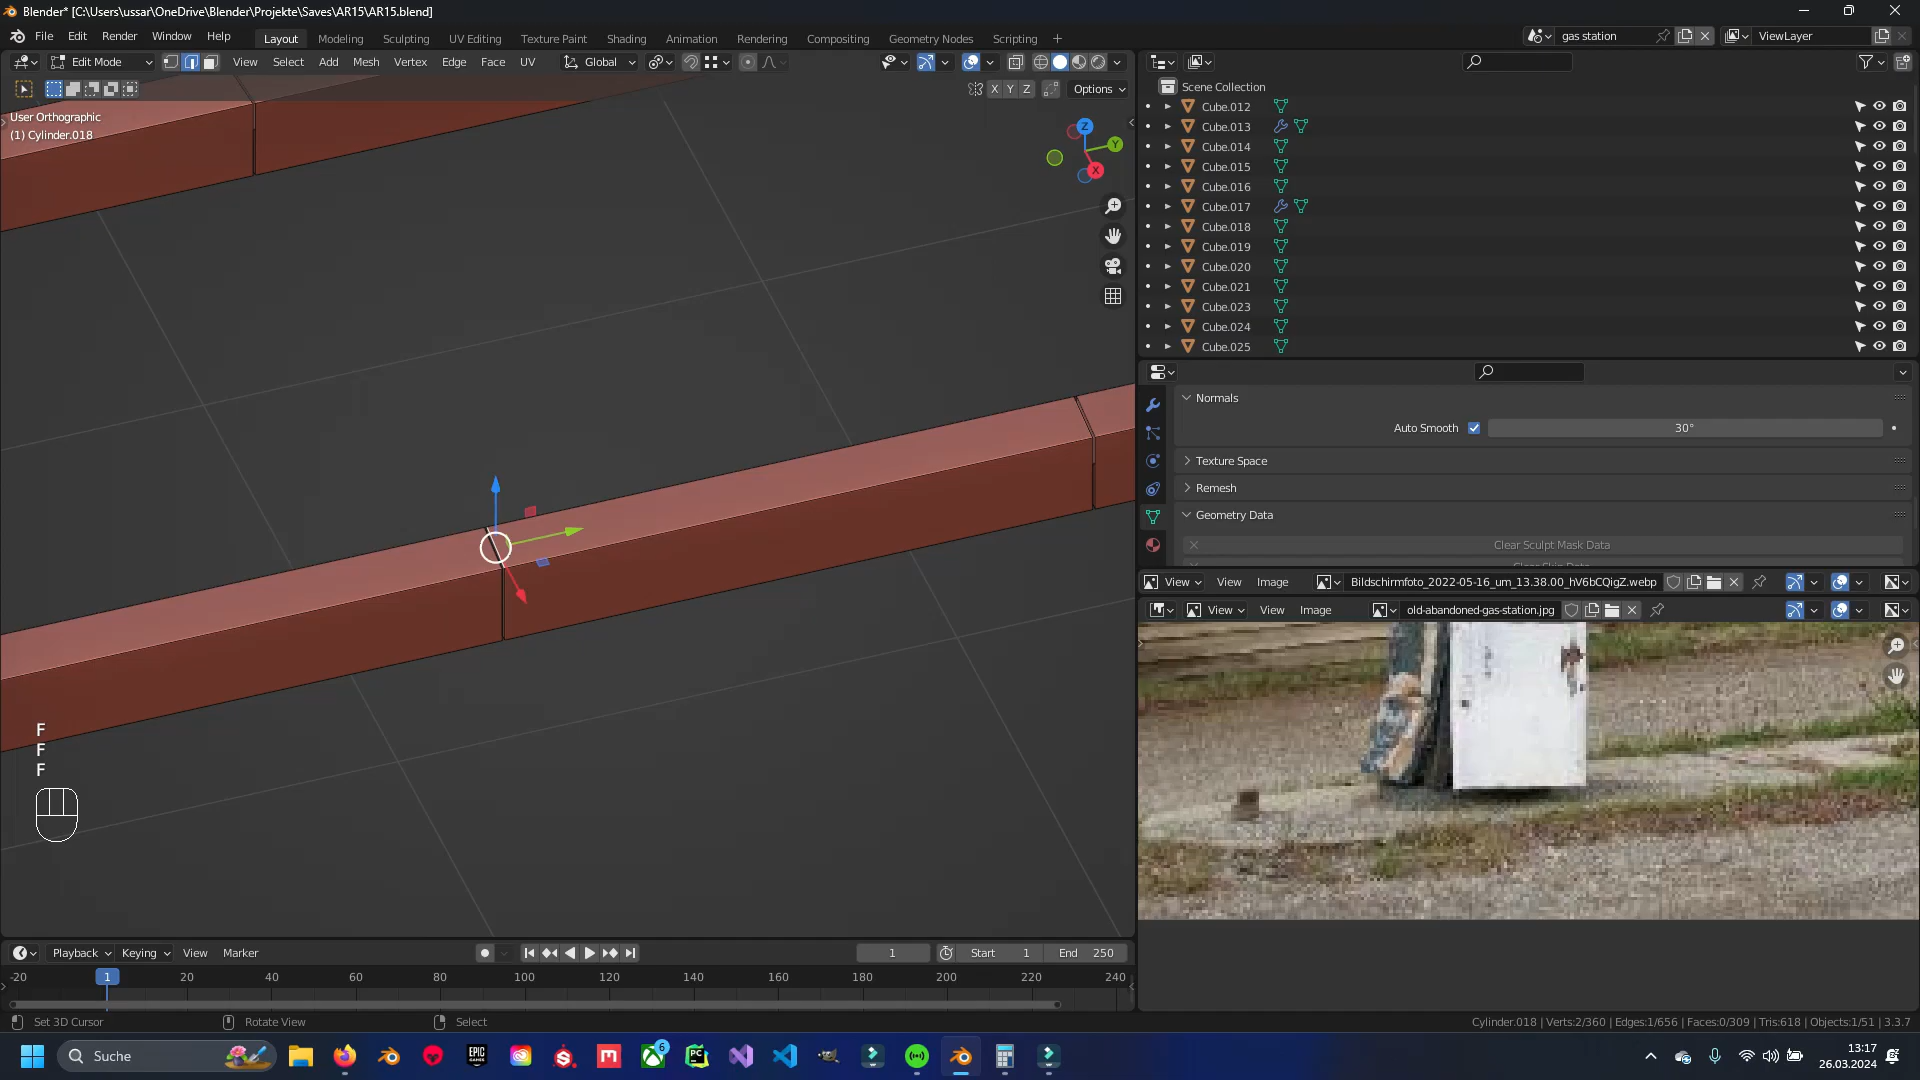 Blender* [C:\Users\ussar\OneDrive\Blender\Projekte\Saves\AR15\AR15.blend]
File Edit Render Window Help Layout Modeling Sculpting UV Editing Texture Paint Shading Animation Rendering Compositing Geometry Nodes Scripting + gas station ViewLayer
Edit Mode View Select Add Mesh Vertex Edge Face UV Global
X Y Z Options
User Orthographic
(1) Cylinder.018
Z
Y
X
Scene Collection
Cube.012
Cube.013
Cube.014
Cube.015
Cube.016
Cube.017
Cube.018
Cube.019
Cube.020
Cube.021
Cube.023
Cube.024
Cube.025
Normals
Auto Smooth 30°
Texture Space
Remesh
Geometry Data
Clear Sculpt Mask Data
View View Image Bildschirmfoto_2022-05-16_um_13.38.00_hV6bCQigZ.webp
View View Image old-abandoned-gas-station.jpg
F
F
F
Playback Keying View Marker 1 Start 1 End 250
-20 1 20 40 60 80 100 120 140 160 180 200 220 240
Set 3D Cursor Rotate View Select Cylinder.018 | Verts:2/360 | Edges:1/656 | Faces:0/309 | Tris:618 | Objects:1/51 | 3.3.7
Suche EPIC GAMES M 6 PC 13:17
26.03.2024